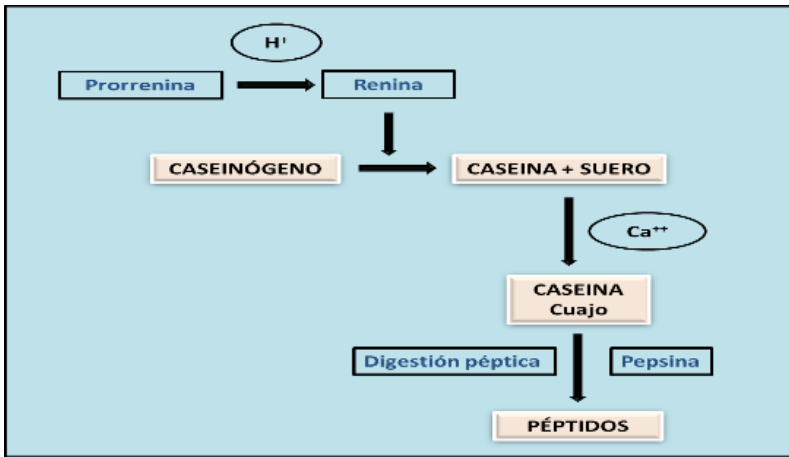 H⁺
Prorrenina
Renina
CASEINÓGENO
CASEINA + SUERO
Ca⁺⁺
CASEINA
Cuajo
Digestión péptica
Pepsina
PÉPTIDOS